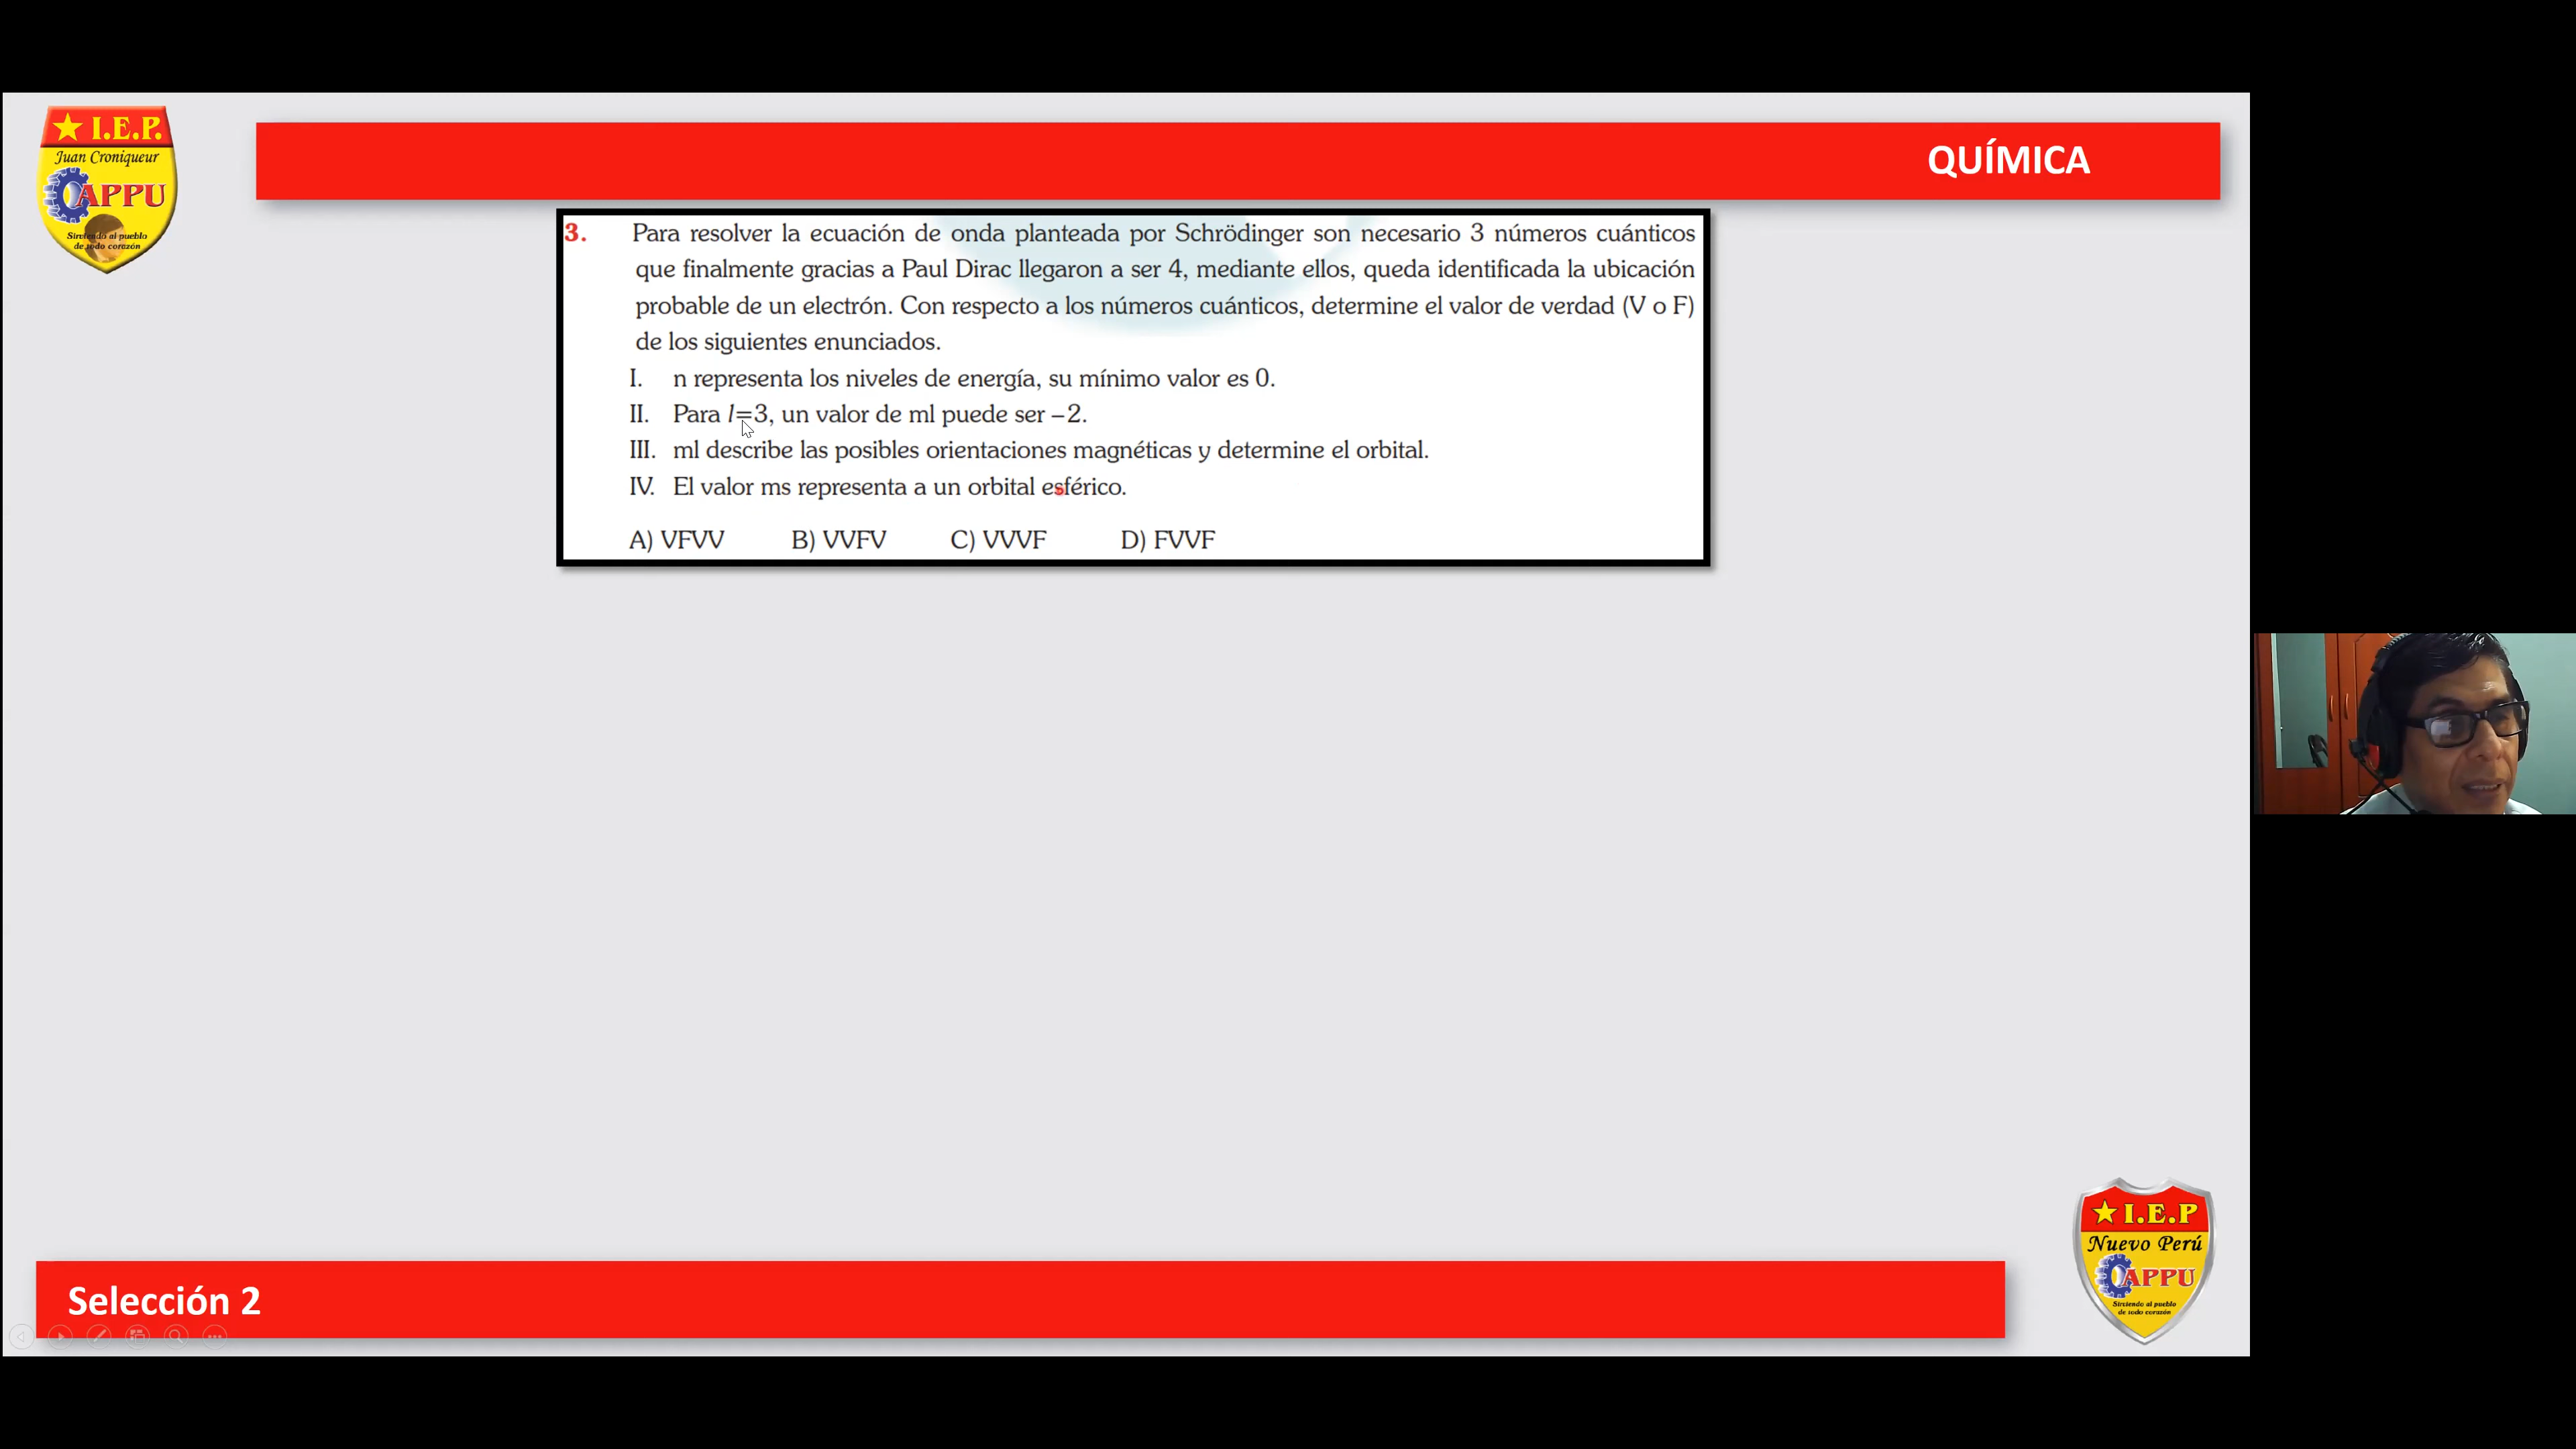 ★ I.E.P.
Juan Croniqueur
CAPPU
Sirviendo al pueblo
de todo corazón
QUÍMICA
3. Para resolver la ecuación de onda planteada por Schrödinger son necesario 3 números cuánticos
que finalmente gracias a Paul Dirac llegaron a ser 4, mediante ellos, queda identificada la ubicación
probable de un electrón. Con respecto a los números cuánticos, determine el valor de verdad (V o F)
de los siguientes enunciados.
I. n representa los niveles de energía, su mínimo valor es 0.
II. Para l=3, un valor de ml puede ser –2.
III. ml describe las posibles orientaciones magnéticas y determine el orbital.
IV. El valor ms representa a un orbital esférico.
A) VFVV B) VVFV C) VVVF D) FVVF
Selección 2
★ I.E.P
Nuevo Perú
CAPPU
Sirviendo al pueblo
de todo corazón